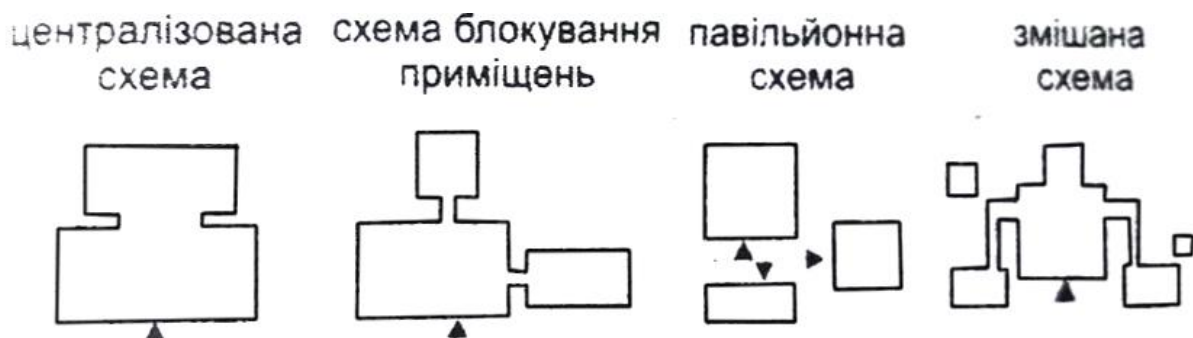 централізована
схема
схема блокування
приміщень
павільйонна
схема
змішана
схема